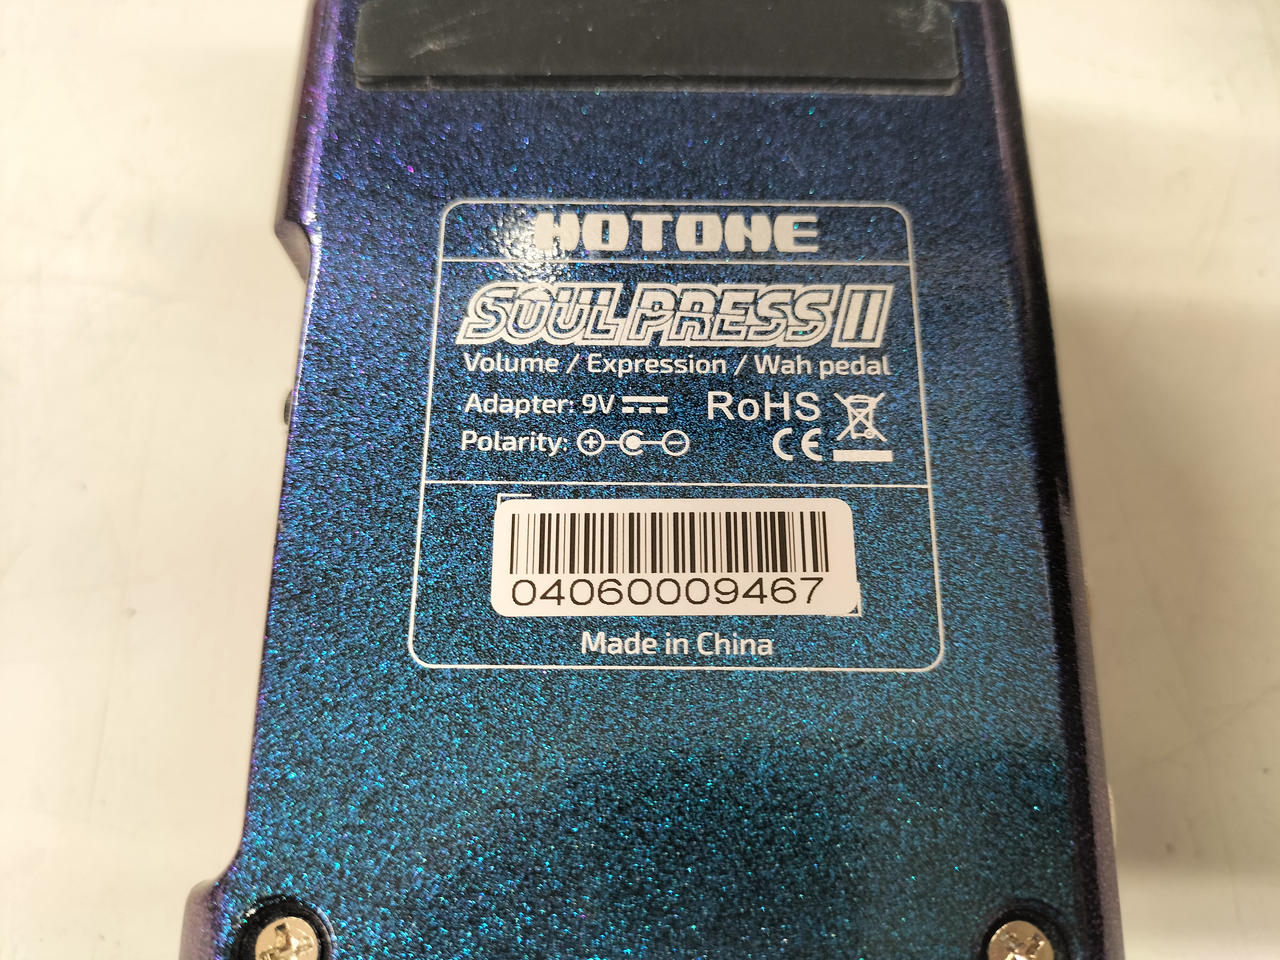 HOTONE
SOUL PRESS II
Volume / Expression / Wah pedal
Adapter: 9V RoHS
Polarity: + - CE
04060009467
Made in China